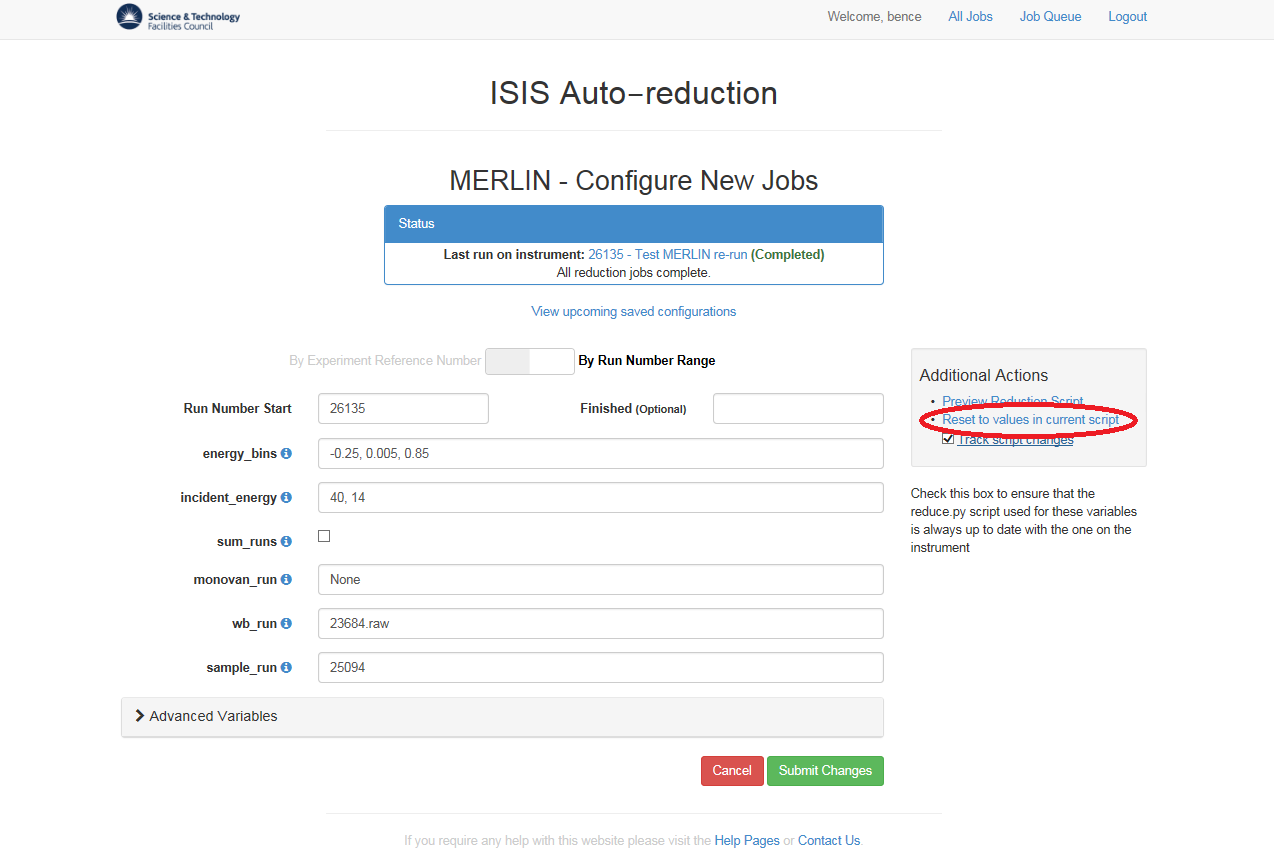 Science & Technology
Facilities Council
Welcome, bence All Jobs Job Queue Logout
ISIS Auto-reduction
MERLIN - Configure New Jobs
Status
Last run on instrument: 26135 - Test MERLIN re-run (Completed)
All reduction jobs complete.
View upcoming saved configurations
By Experiment Reference Number By Run Number Range
Run Number Start 26135 Finished (Optional)
energy_bins -0.25, 0.005, 0.85
incident_energy 40, 14
sum_runs
monovan_run None
wb_run 23684.raw
sample_run 25094
Advanced Variables
Cancel Submit Changes
Additional Actions
• Preview Reduction Script
• Reset to values in current script
Track script changes
Check this box to ensure that the
reduce.py script used for these variables
is always up to date with the one on the
instrument
If you require any help with this website please visit the Help Pages or Contact Us